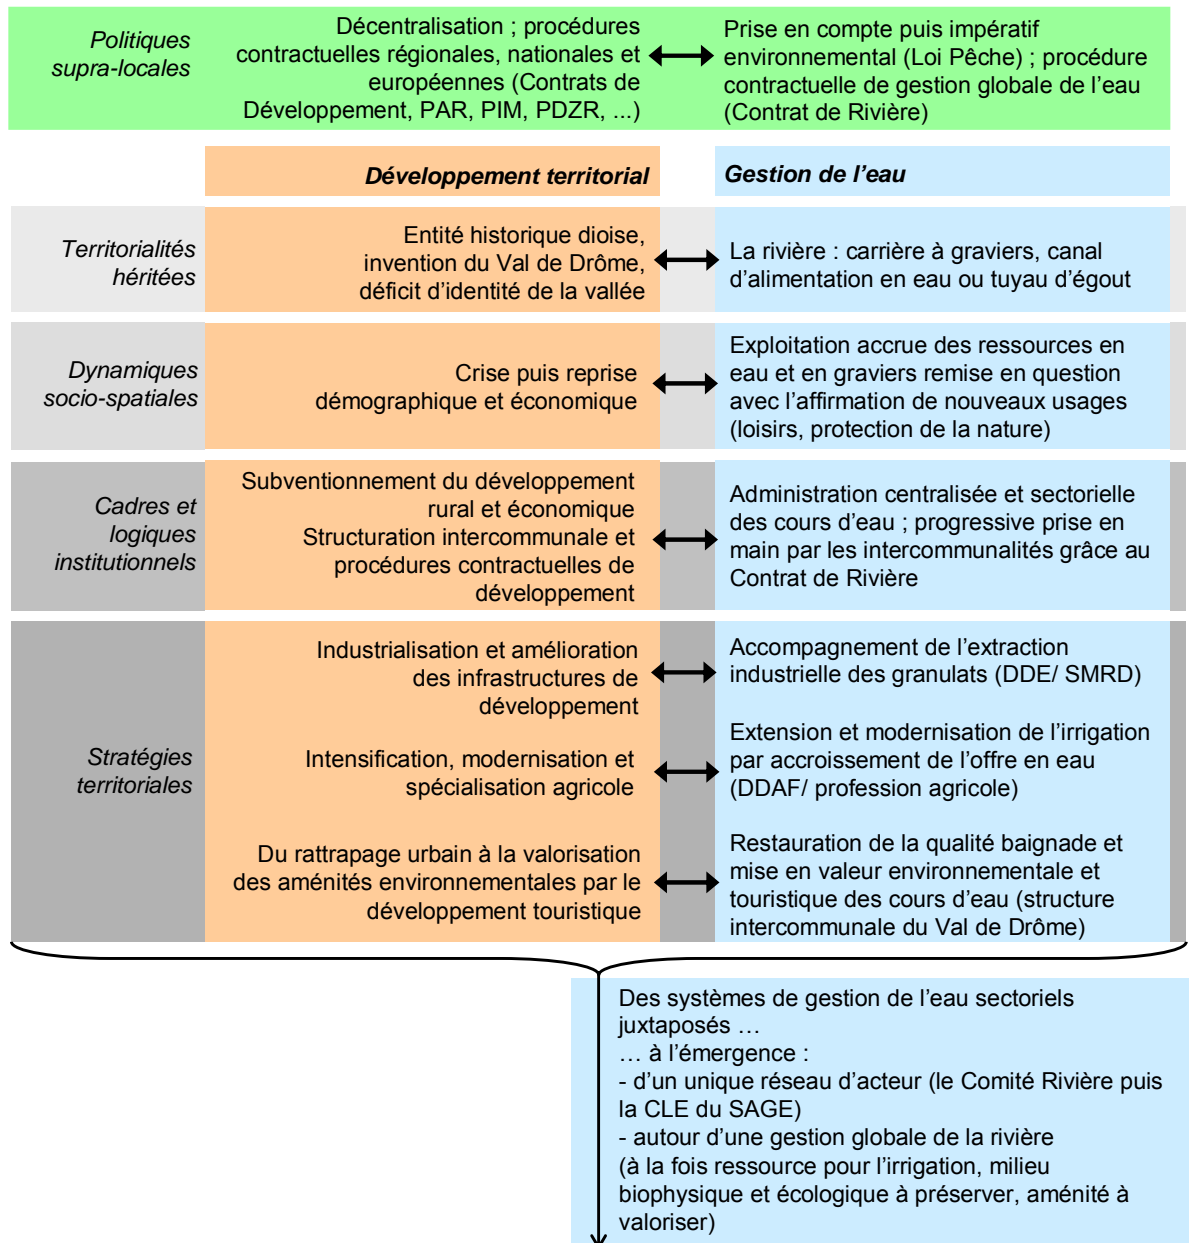 Politiques
supra-locales
Décentralisation ; procédures
contractuelles régionales, nationales et
européennes (Contrats de
Développement, PAR, PIM, PDZR, ...)
Prise en compte puis impératif
environnemental (Loi Pêche) ; procédure
contractuelle de gestion globale de l’eau
(Contrat de Rivière)
Développement territorial
Gestion de l’eau
Territorialités
héritées
Entité historique dioise,
invention du Val de Drôme,
déficit d’identité de la vallée
La rivière : carrière à graviers, canal
d’alimentation en eau ou tuyau d’égout
Dynamiques
socio-spatiales
Crise puis reprise
démographique et économique
Exploitation accrue des ressources en
eau et en graviers remise en question
avec l’affirmation de nouveaux usages
(loisirs, protection de la nature)
Cadres et
logiques
institutionnels
Subventionnement du développement
rural et économique
Structuration intercommunale et
procédures contractuelles de
développement
Administration centralisée et sectorielle
des cours d’eau ; progressive prise en
main par les intercommunalités grâce au
Contrat de Rivière
Stratégies
territoriales
Industrialisation et amélioration
des infrastructures de
développement
Accompagnement de l’extraction
industrielle des granulats (DDE/ SMRD)
Intensification, modernisation et
spécialisation agricole
Extension et modernisation de l’irrigation
par accroissement de l’offre en eau
(DDAF/ profession agricole)
Du rattrapage urbain à la valorisation
des aménités environnementales par le
développement touristique
Restauration de la qualité baignade et
mise en valeur environnementale et
touristique des cours d’eau (structure
intercommunale du Val de Drôme)
Des systèmes de gestion de l’eau sectoriels
juxtaposés …
… à l’émergence :
- d’un unique réseau d’acteur (le Comité Rivière puis
la CLE du SAGE)
- autour d’une gestion globale de la rivière
(à la fois ressource pour l’irrigation, milieu
biophysique et écologique à préserver, aménité à
valoriser)